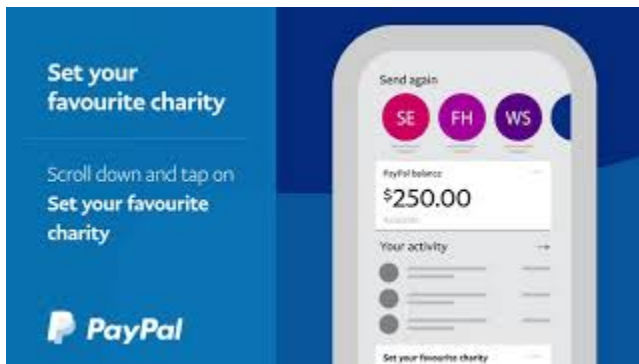 Set your
favourite charity
Scroll down and tap on
Set your favourite
charity
PayPal
Send again
SE FH WS
PayPal balance
$250.00
Your activity
Set your favourite charity